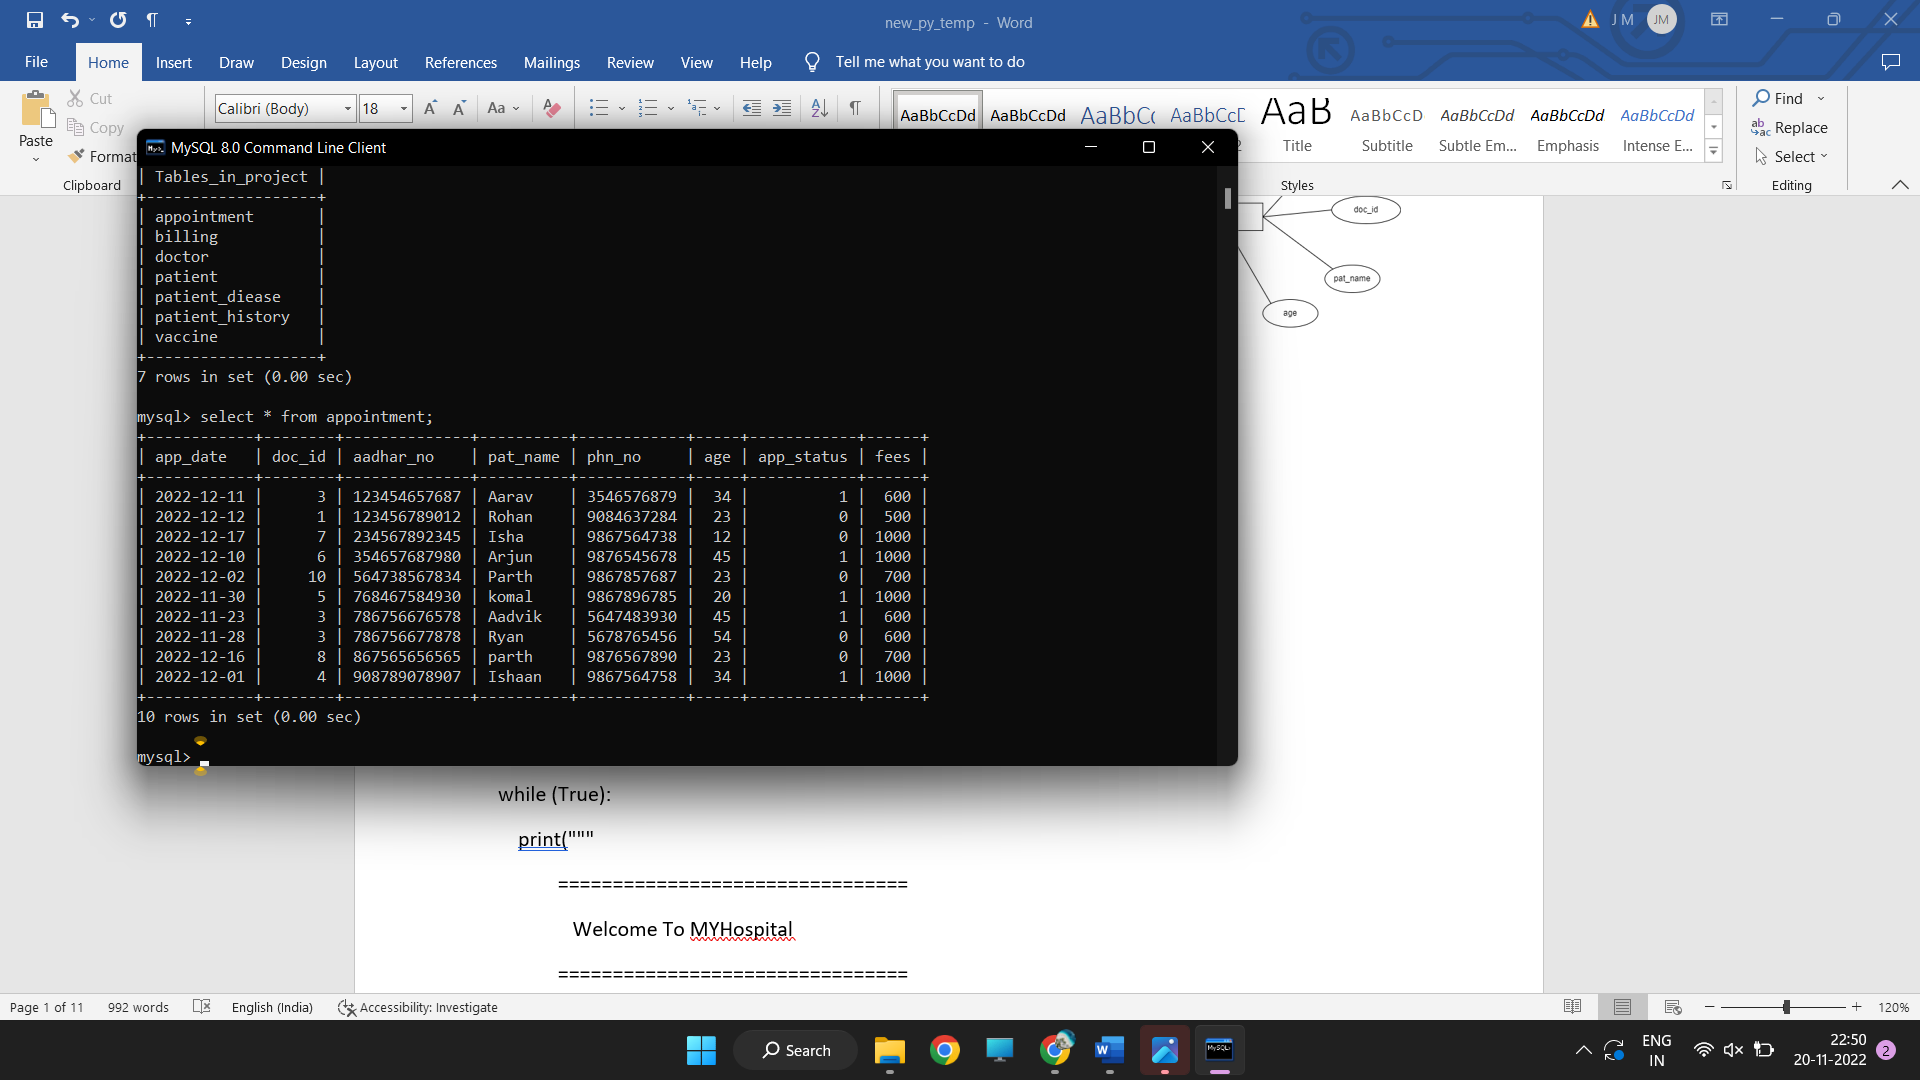 new_py_temp - Word
J M
JM
File Home Insert Draw Design Layout References Mailings Review View Help Tell me what you want to do
Cut
Copy
Paste
Format
Clipboard
Calibri (Body) 18 Aa
AaBbCcDd AaBbCcDd AaBbCc AaBbCcD AaB AaBbCcD AaBbCcDd AaBbCcDd AaBbCcDd
Title Subtitle Subtle Em... Emphasis Intense E...
Styles
Find
Replace
Select
Editing
MySQL 8.0 Command Line Client
| Tables_in_project |
+-------------------+
| appointment |
| billing |
| doctor |
| patient |
| patient_diease |
| patient_history |
| vaccine |
+-------------------+
7 rows in set (0.00 sec)
mysql> select * from appointment;
+------------+--------+--------------+----------+------------+-----+------------+------+
| app_date | doc_id | aadhar_no | pat_name | phn_no | age | app_status | fees |
+------------+--------+--------------+----------+------------+-----+------------+------+
| 2022-12-11 | 3 | 123454657687 | Aarav | 3546576879 | 34 | 1 | 600 |
| 2022-12-12 | 1 | 123456789012 | Rohan | 9084637284 | 23 | 0 | 500 |
| 2022-12-17 | 7 | 234567892345 | Isha | 9867564738 | 12 | 0 | 1000 |
| 2022-12-10 | 6 | 354657687980 | Arjun | 9876545678 | 45 | 1 | 1000 |
| 2022-12-02 | 10 | 564738567834 | Parth | 9867857687 | 23 | 0 | 700 |
| 2022-11-30 | 5 | 768467584930 | komal | 9867896785 | 20 | 1 | 1000 |
| 2022-11-23 | 3 | 786756676578 | Aadvik | 5647483930 | 45 | 1 | 600 |
| 2022-11-28 | 3 | 786756677878 | Ryan | 5678765456 | 54 | 0 | 600 |
| 2022-12-16 | 8 | 867565656565 | parth | 9876567890 | 23 | 0 | 700 |
| 2022-12-01 | 4 | 908789078907 | Ishaan | 9867564758 | 34 | 1 | 1000 |
+------------+--------+--------------+----------+------------+-----+------------+------+
10 rows in set (0.00 sec)
mysql>
doc_id
pat_name
age
while (True):
print("""
================================
Welcome To MYHospital
================================
Page 1 of 11 992 words English (India) Accessibility: Investigate 120%
Search
ENG
IN
22:50
20-11-2022
2